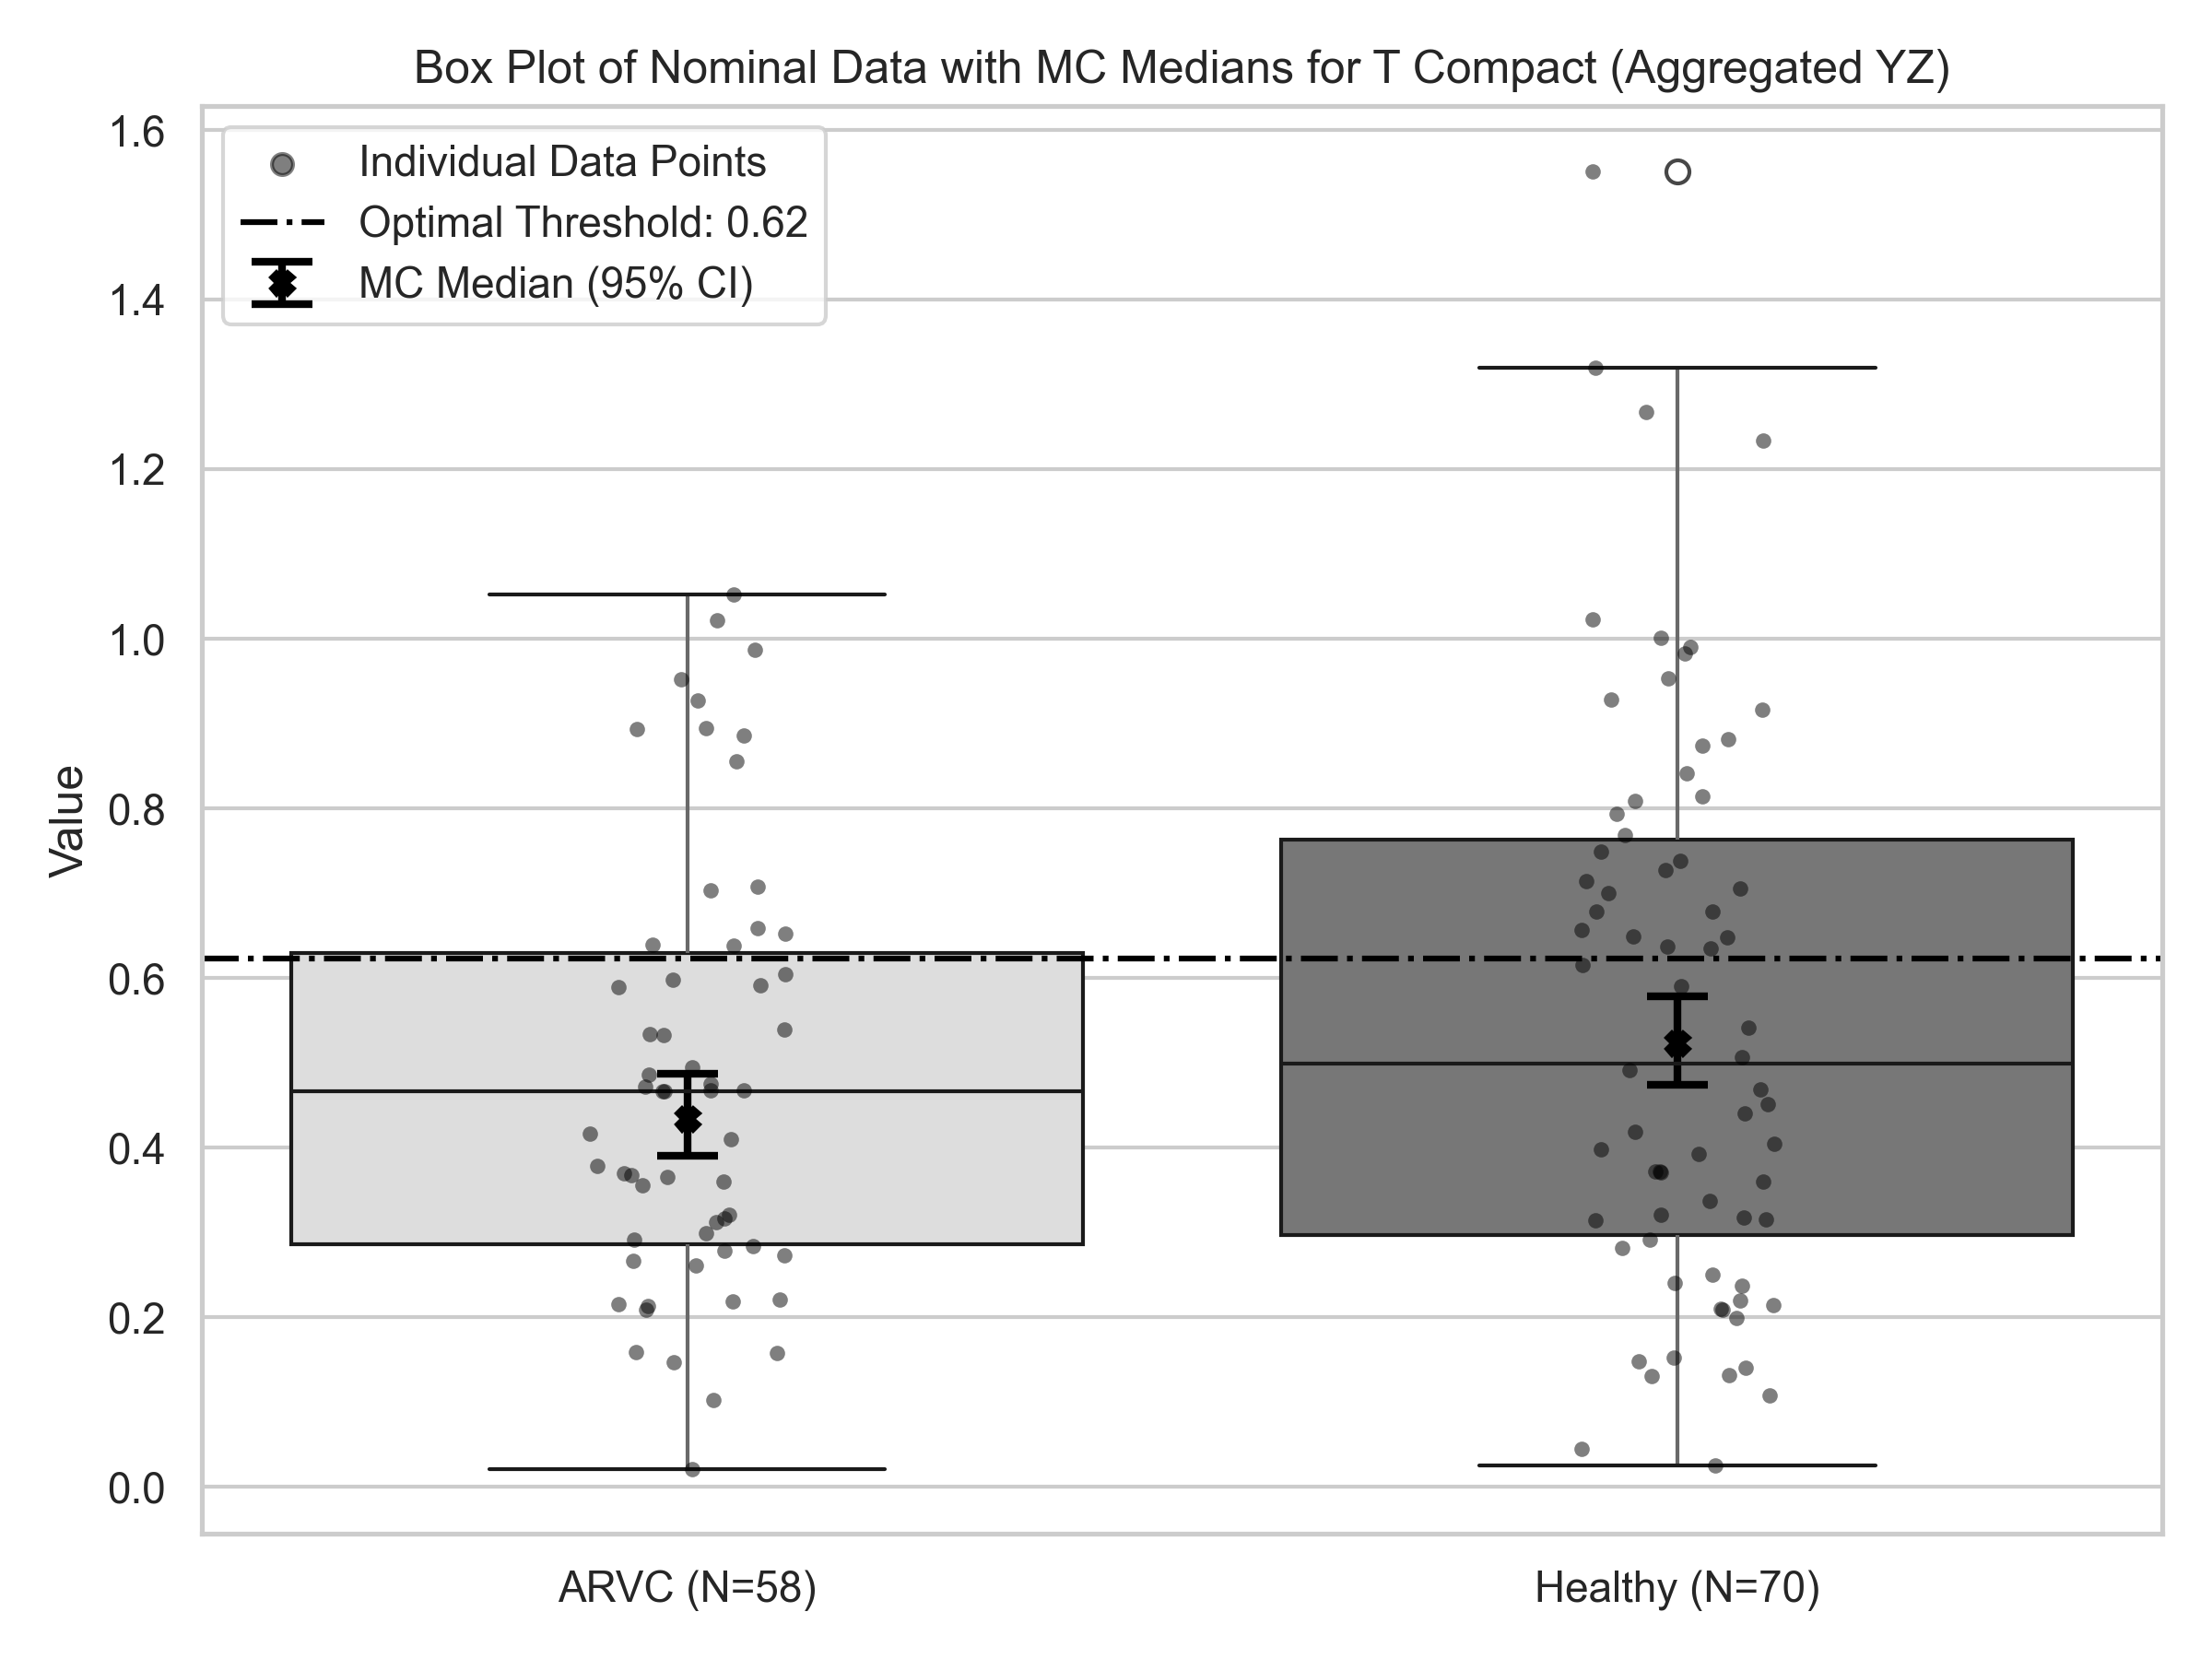 Box Plot of Nominal Data with MC Medians for T Compact (Aggregated YZ)
Individual Data Points
Optimal Threshold: 0.62
MC Median (95% CI)
Value
1.6
1.4
1.2
1.0
0.8
0.6
0.4
0.2
0.0
ARVC (N=58)
Healthy (N=70)